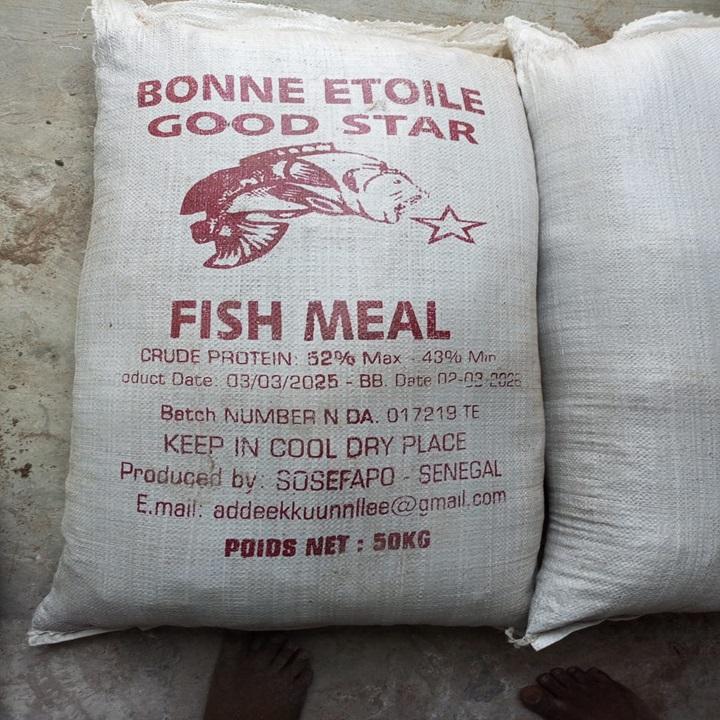 BONNE ETOILE
GOOD STAR
FISH MEAL
CRUDE PROTEIN: 52% Max - 43% Min
oduct Date: 03/03/2025 - BB. Date 02-03-2026
Batch NUMBER N DA. 017219 TE
KEEP IN COOL DRY PLACE
Produced by: SOSEFAPO - SENEGAL
E.mail: addeekkuunnllee@gmail.com
POIDS NET : 50KG